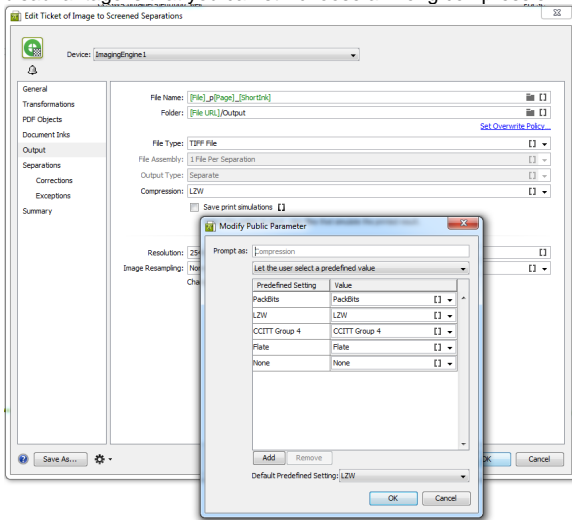 Edit Ticket of Image to Screened Separations
Device: ImagingEngine1
General
Transformations
PDF Objects
Document Inks
Output
Separations
Corrections
Exceptions
Summary
File Name: [File]_p[Page]_[ShortInk] []
Folder: [File URL]/Output []
Set Overwrite Policy...
File Type: TIFF File []
File Assembly: 1 File Per Separation []
Output Type: Separate []
Compression: LZW []
Save print simulations []
Resolution: 254 []
Image Resampling: Non []
Cha
Modify Public Parameter
Prompt as: Compression
Let the user select a predefined value
Predefined Setting Value
PackBits PackBits []
LZW LZW []
CCITT Group 4 CCITT Group 4 []
Flate Flate []
None None []
Add Remove
Default Predefined Setting: LZW
OK Cancel
Save As... OK Cancel